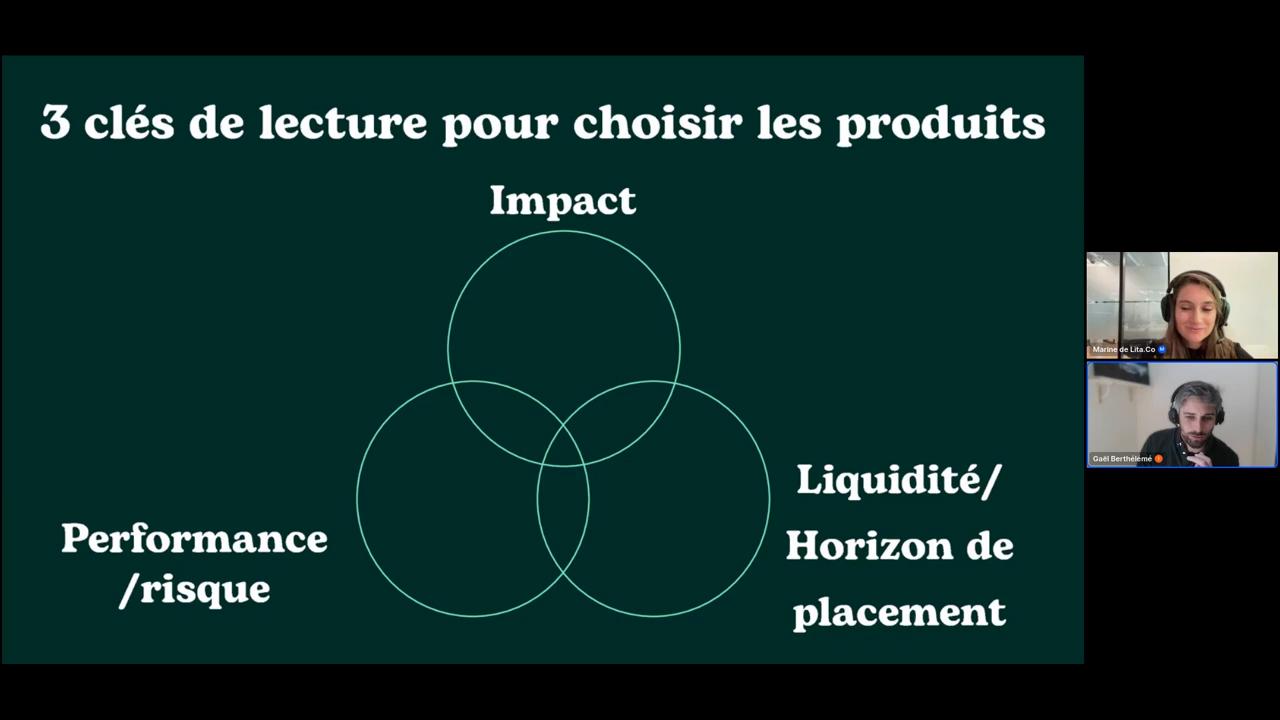 3 clés de lecture pour choisir les produits
Impact
Performance
/risque
Liquidité/
Horizon de
placement
Marine de Lita.Co
Gaël Berthélémé